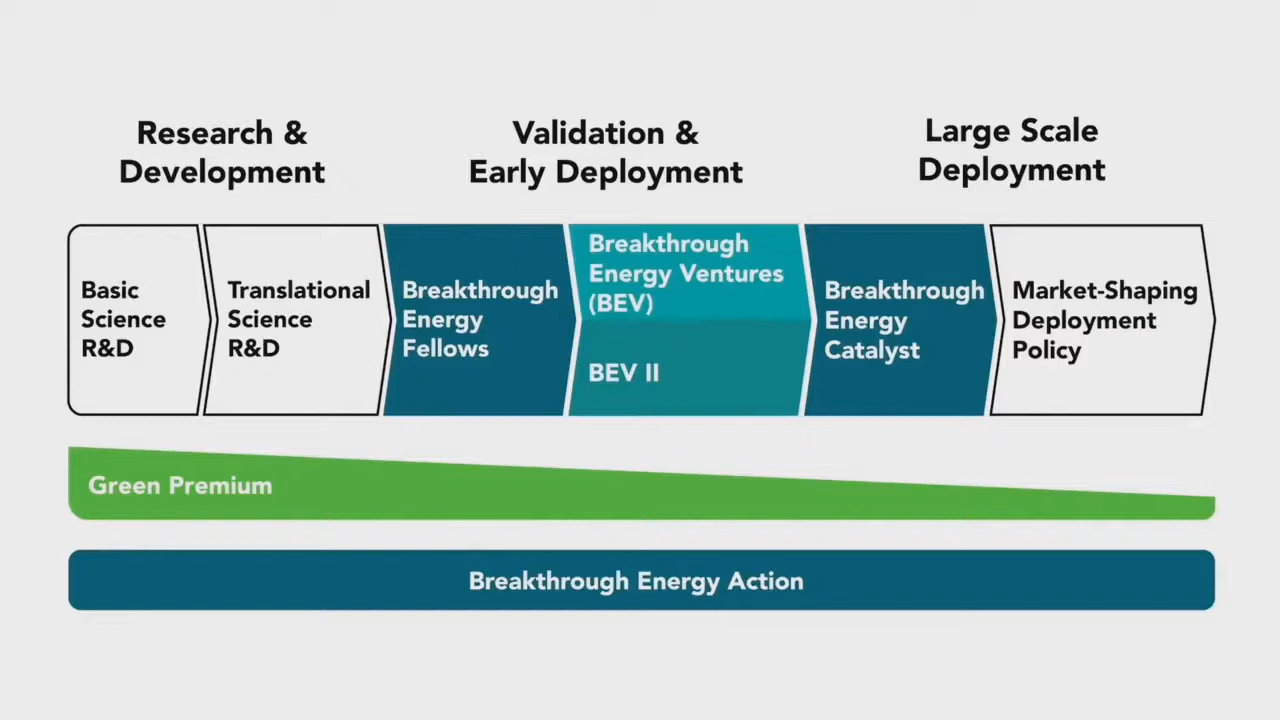 Research &
Development
Validation &
Early Deployment
Large Scale
Deployment
Basic
Science
R&D
Translational
Science
R&D
Breakthrough
Energy
Fellows
Breakthrough
Energy Ventures
(BEV)
BEV II
Breakthrough
Energy
Catalyst
Market-Shaping
Deployment
Policy
Green Premium
Breakthrough Energy Action